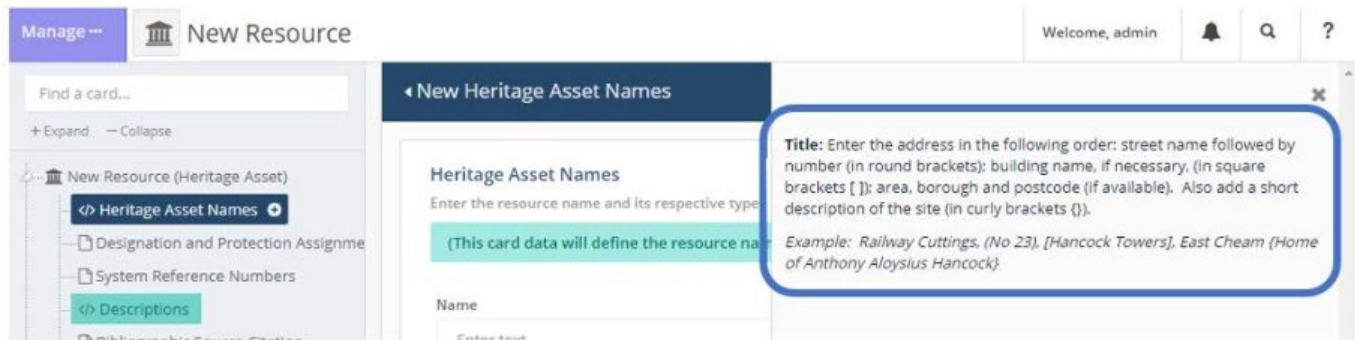 Manage
New Resource
Welcome, admin
?
Find a card...
+ Expand − Collapse
New Resource (Heritage Asset)
</> Heritage Asset Names
Designation and Protection Assignme
System Reference Numbers
</> Descriptions
New Heritage Asset Names
Heritage Asset Names
Enter the resource name and its respective type
(This card data will define the resource nar
Name
Enter text
Title: Enter the address in the following order: street name followed by
number (in round brackets); building name, if necessary, (in square
brackets [ ]); area, borough and postcode (if available). Also add a short
description of the site (in curly brackets {}).
Example: Railway Cuttings, (No 23), [Hancock Towers], East Cheam {Home
of Anthony Aloysius Hancock}